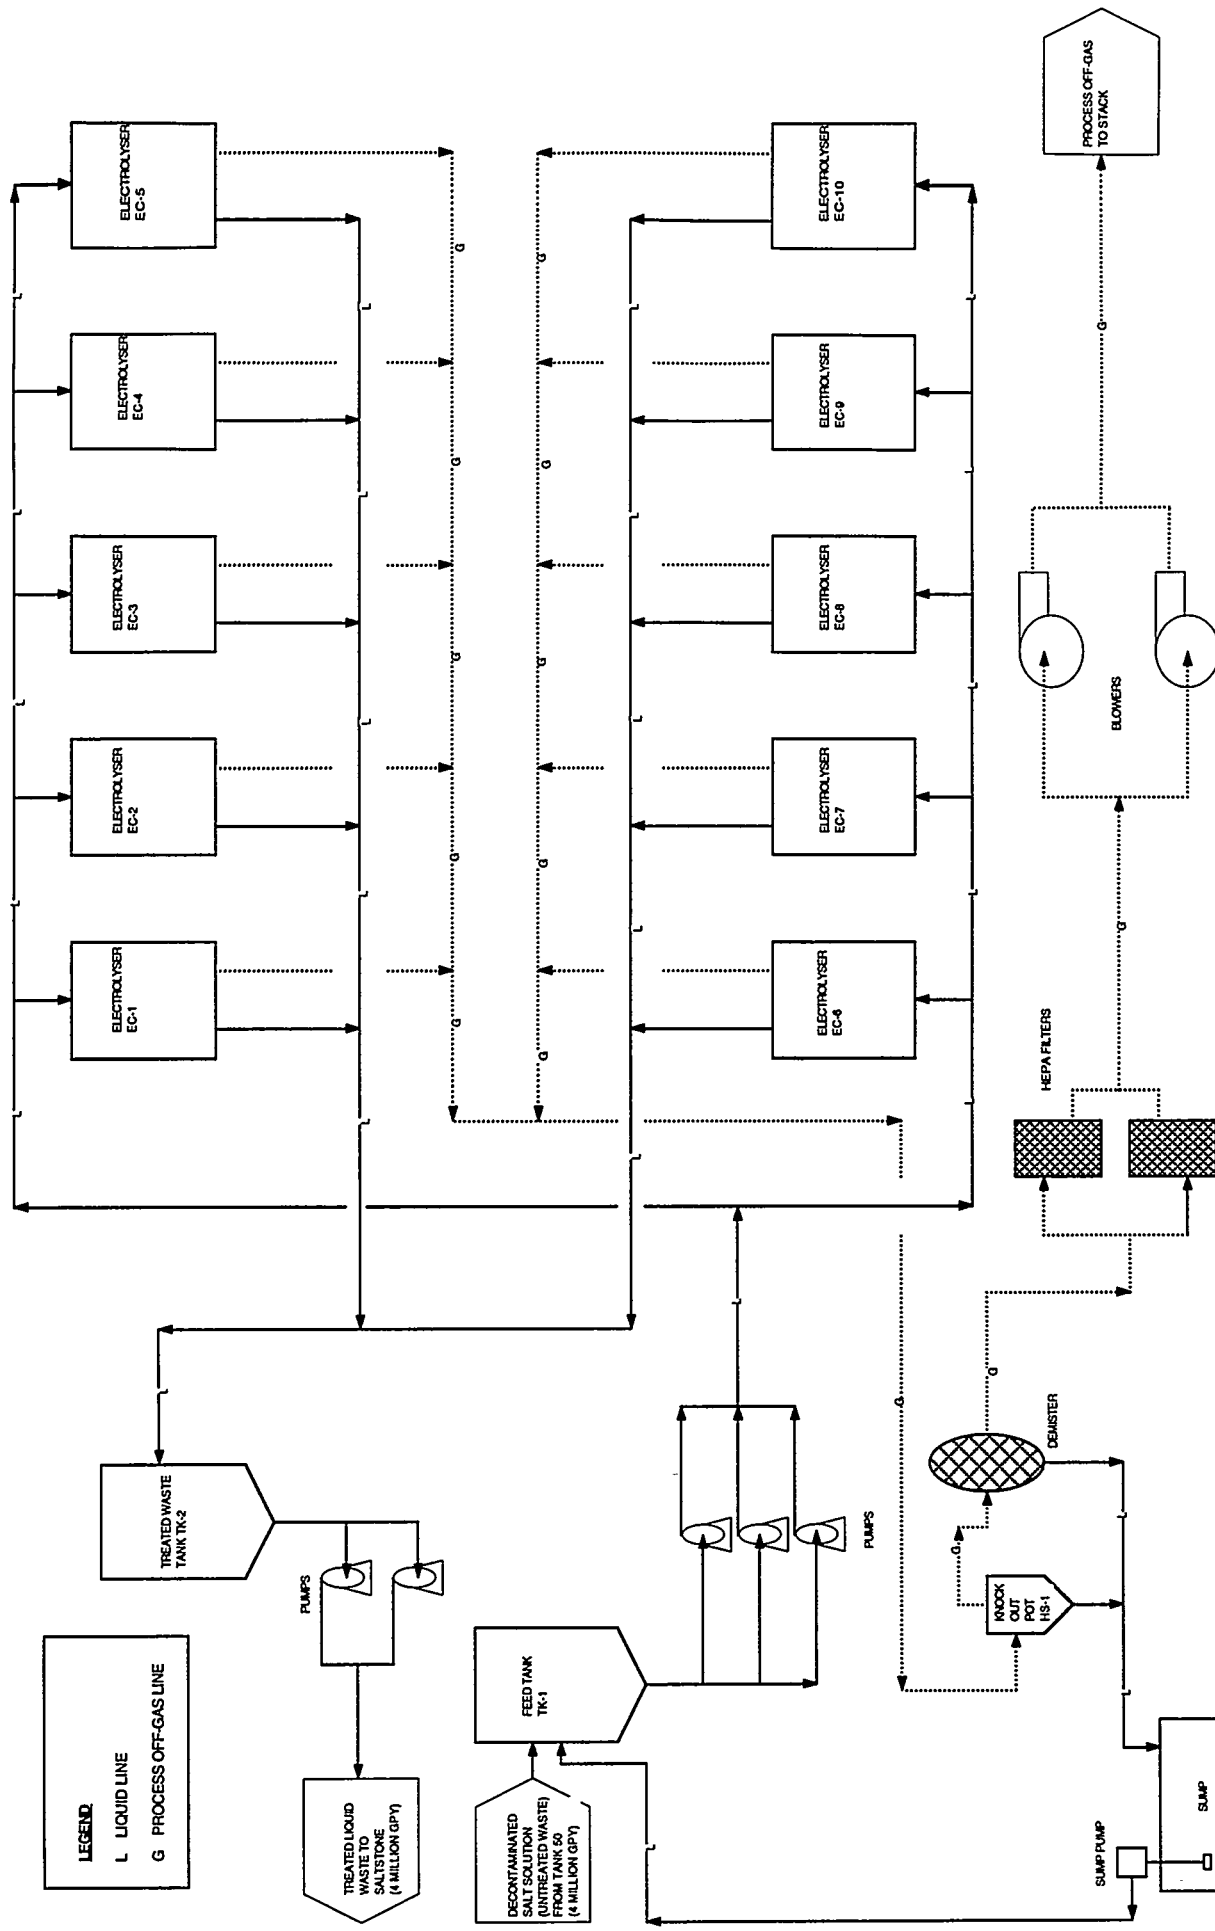 L L L L L
LEGEND
L LIQUID LINE
G PROCESS OFF-GAS LINE
ELECTROLYSER
EC-1
ELECTROLYSER
EC-2
ELECTROLYSER
EC-3
ELECTROLYSER
EC-4
ELECTROLYSER
EC-5
L
TREATED WASTE
TANK TK-2
PUMPS
TREATED LIQUID
WASTE TO
SALTSTONE
(4 MILLION GPY)
L L L L L
G G G G G
G G G G G
L L L L L
DECONTAMINATED
SALT SOLUTION
(UNTREATED WASTE)
FROM TANK 50
(4 MILLION GPY)
FEED TANK
TK-1
L
L
PUMPS
ELECTROLYSER
EC-6
ELECTROLYSER
EC-7
ELECTROLYSER
EC-8
ELECTROLYSER
EC-9
ELECTROLYSER
EC-10
G
L L L L L
G
G
KNOCK
OUT
POT
HS-1
DEMISTER
HEPA FILTERS
L
L
G
BLOWERS
G
PROCESS OFF-GAS
TO STACK
SUMP PUMP
SUMP